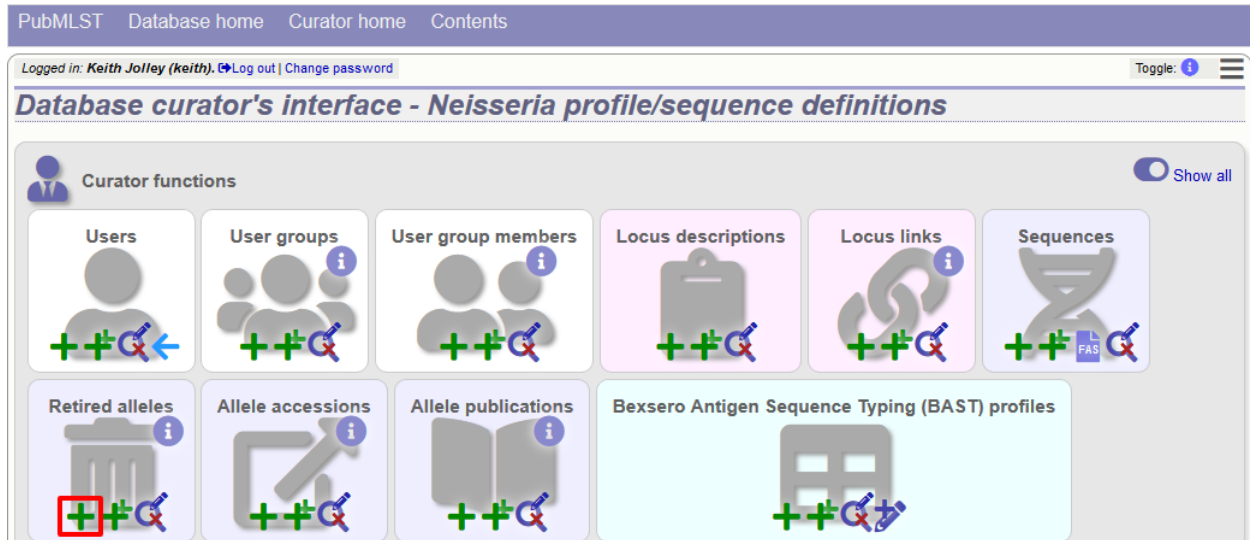 PubMLST Database home Curator home Contents
Logged in: Keith Jolley (keith). Log out | Change password Toggle: i
Database curator's interface - Neisseria profile/sequence definitions
Curator functions Show all
Users User groups User group members Locus descriptions Locus links Sequences
i i i
FAS
Retired alleles Allele accessions Allele publications Bexsero Antigen Sequence Typing (BAST) profiles
i i i